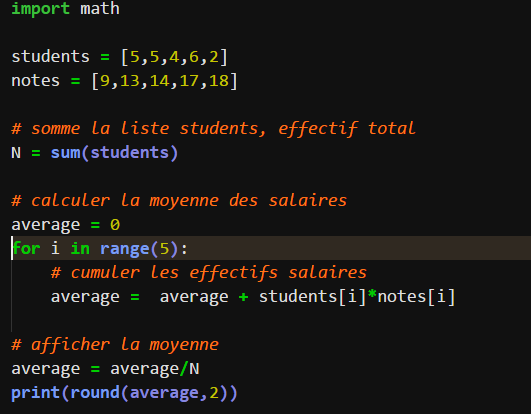 import math
students = [5,5,4,6,2]
notes = [9,13,14,17,18]
# somme la liste students, effectif total
N = sum(students)
# calculer la moyenne des salaires
average = 0
for i in range(5):
# cumuler les effectifs salaires
average =  average + students[i]*notes[i]
# afficher la moyenne
average = average/N
print(round(average,2))